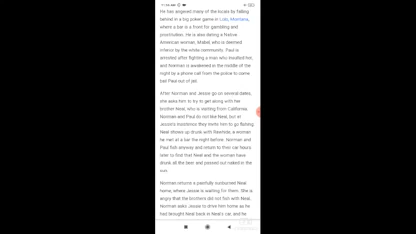 He has angered many of the locals by falling
behind in a big poker game in Lolo, Montana,
where a bar is a front for gambling and
prostitution. He is also dating a Native
American woman, Mabel, who is deemed
inferior by the white community. Paul is
arrested after fighting a man who insulted her,
and Norman is awakened in the middle of the
night by a phone call from the police to come
bail Paul out of jail.
After Norman and Jessie go on several dates,
she asks him to try to get along with her
brother Neal, who is visiting from California.
Norman and Paul do not like Neal, but at
Jessie's insistence they invite him to go fishing.
Neal shows up drunk with Rawhide, a woman
he met at a bar the night before. Norman and
Paul fish anyway and return to their car hours
later to find that Neal and the woman have
drunk all the beer and passed out naked in the
sun.
Norman returns a painfully sunburned Neal
home, where Jessie is waiting for them. She is
angry that the brothers did not fish with Neal.
Norman asks Jessie to drive him home as he
had brought Neal back in Neal's car, and he